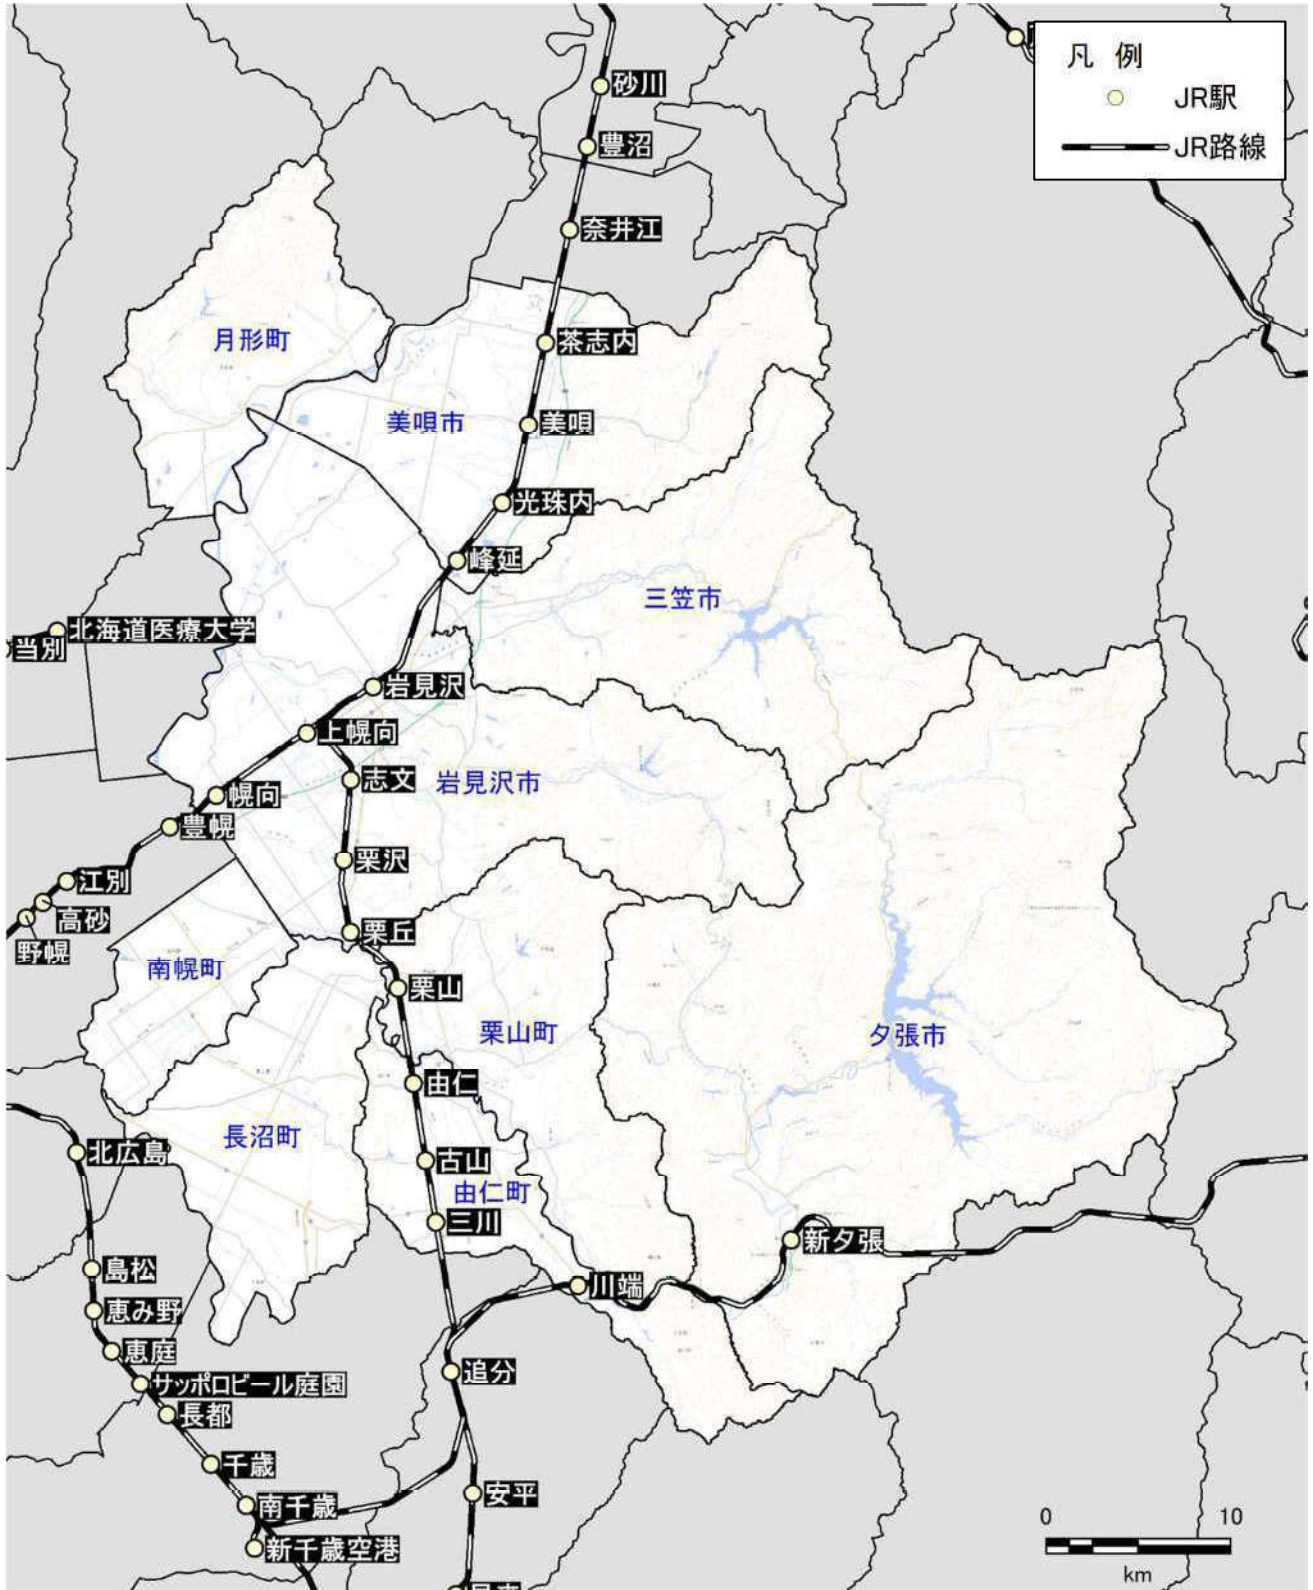 凡 例
JR駅
JR路線
砂川
豊沼
奈井江
月形町
茶志内
美唄市
美唄
光珠内
峰延
三笠市
北海道医療大学
当別
岩見沢
上幌向
志文
岩見沢市
幌向
豊幌
栗沢
江別
高砂
野幌
栗丘
南幌町
栗山
栗山町
夕張市
由仁
長沼町
北広島
古山
由仁町
三川
新夕張
島松
川端
恵み野
恵庭
追分
サッポロビール庭園
長都
千歳
安平
南千歳
新千歳空港
0 10
km